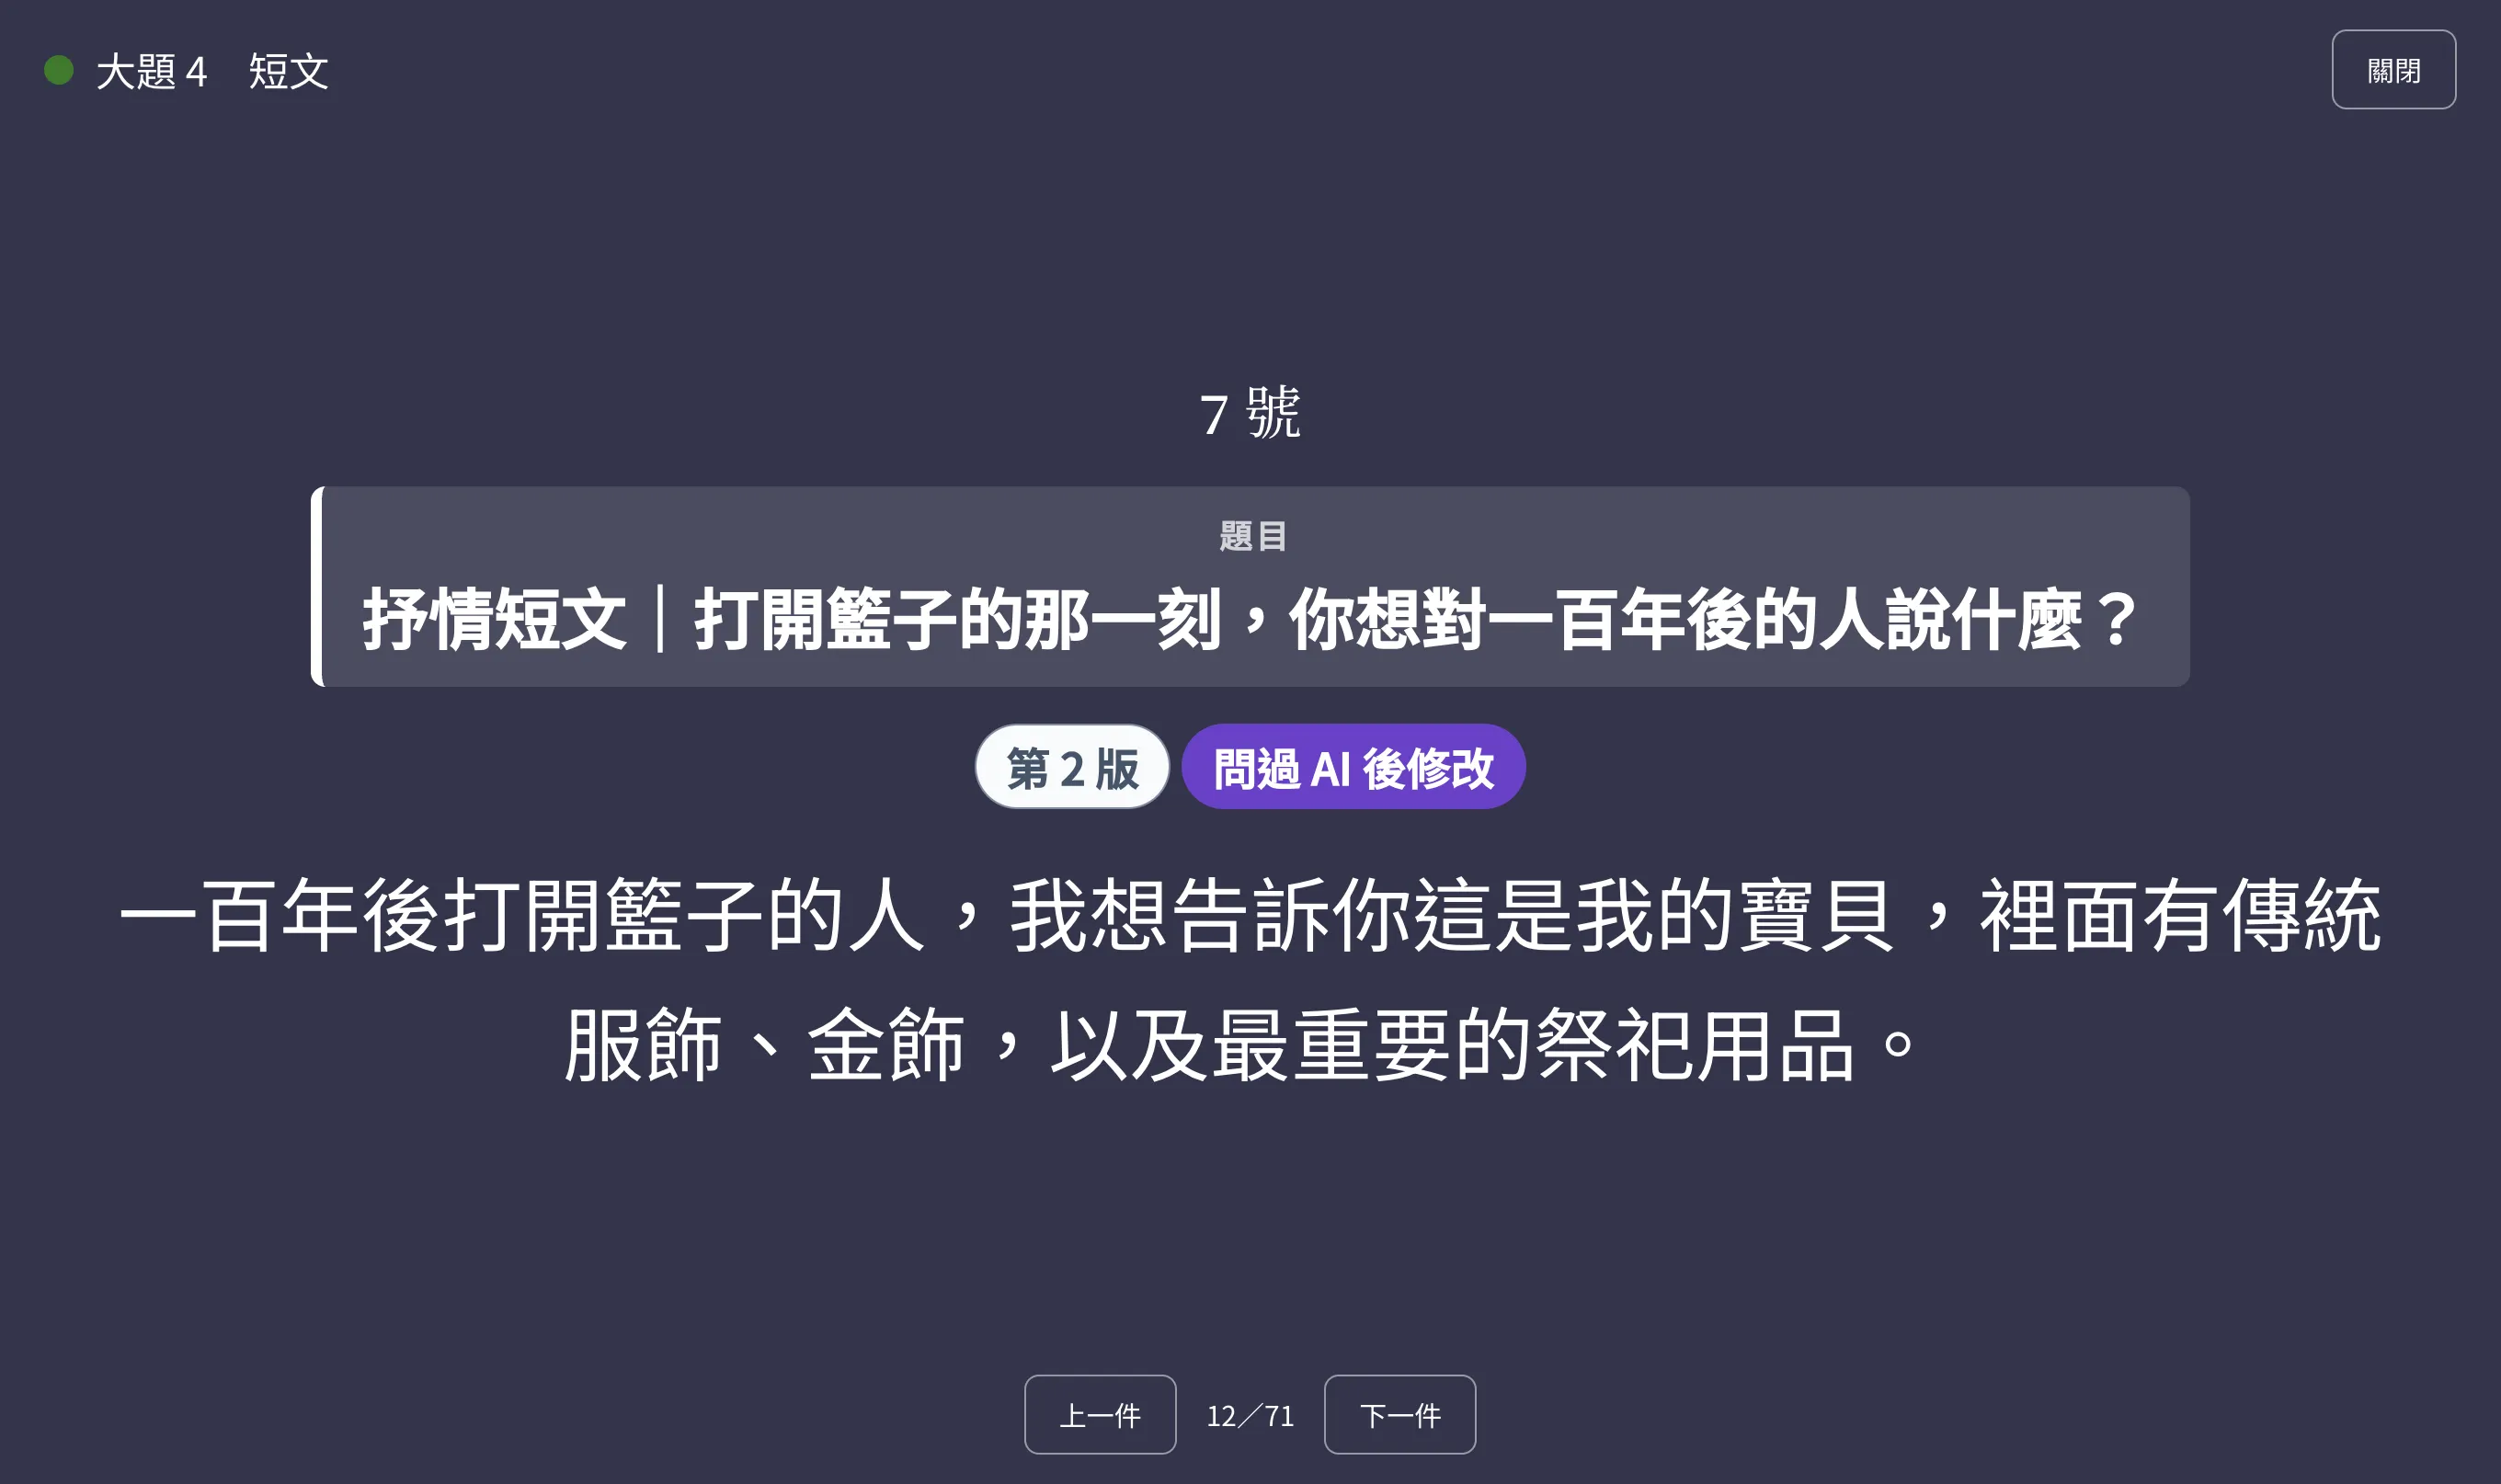 大題 4 短文
關閉
7 號
題目
抒情短文｜打開籃子的那一刻，你想對一百年後的人說什麼？
第 2 版
問過 AI 後修改
一百年後打開籃子的人，我想告訴你這是我的寶貝，裡面有傳統
服飾、金飾，以及最重要的祭祀用品。
上一件
12／71
下一件